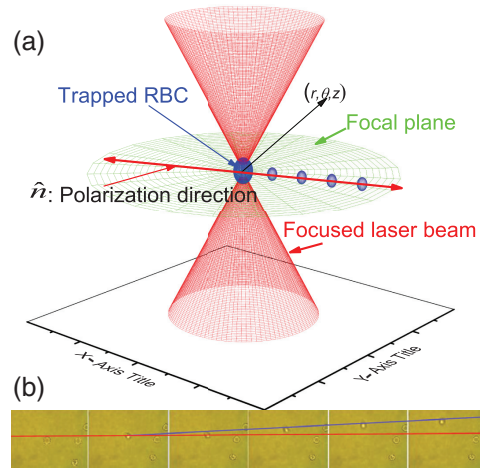 (a)
Trapped RBC
(r,θ,z)
Focal plane
n̂: Polarization direction
Focused laser beam
X- Axis Title
Y- Axis Title
(b)